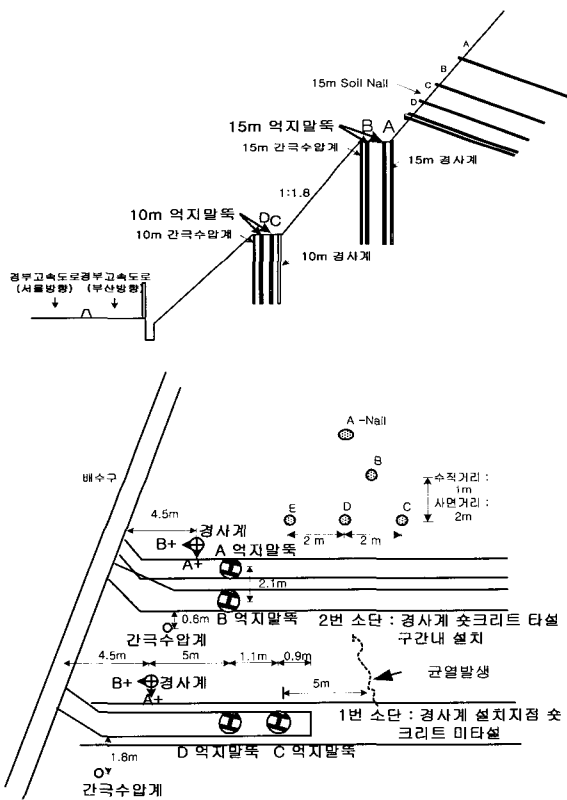 A
B
15m Soil Nail
C
D
15m 억지말뚝
B A
15m 간극수압계
15m 경사계
1:1.8
10m 억지말뚝
D C
10m 간극수압계
10m 경사계
경부고속도로 경부고속도로
(서울방향) (부산방향)
A -Nail
배수구
B
수직거리 :
1m
사면거리 :
2m
E
D
C
4.5m
경사계
2 m
2 m
B+
A 억지말뚝
A+
2.1m
0.6m
B 억지말뚝
2번 소단 : 경사계 숏크리트 타설
구간내 설치
간극수압계
4.5m
5m
1.1m
0.9m
균열발생
B+
경사계
5m
A+
1번 소단 : 경사계 설치지점 숏
크리트 미타설
1.8m
D 억지말뚝 C 억지말뚝
간극수압계